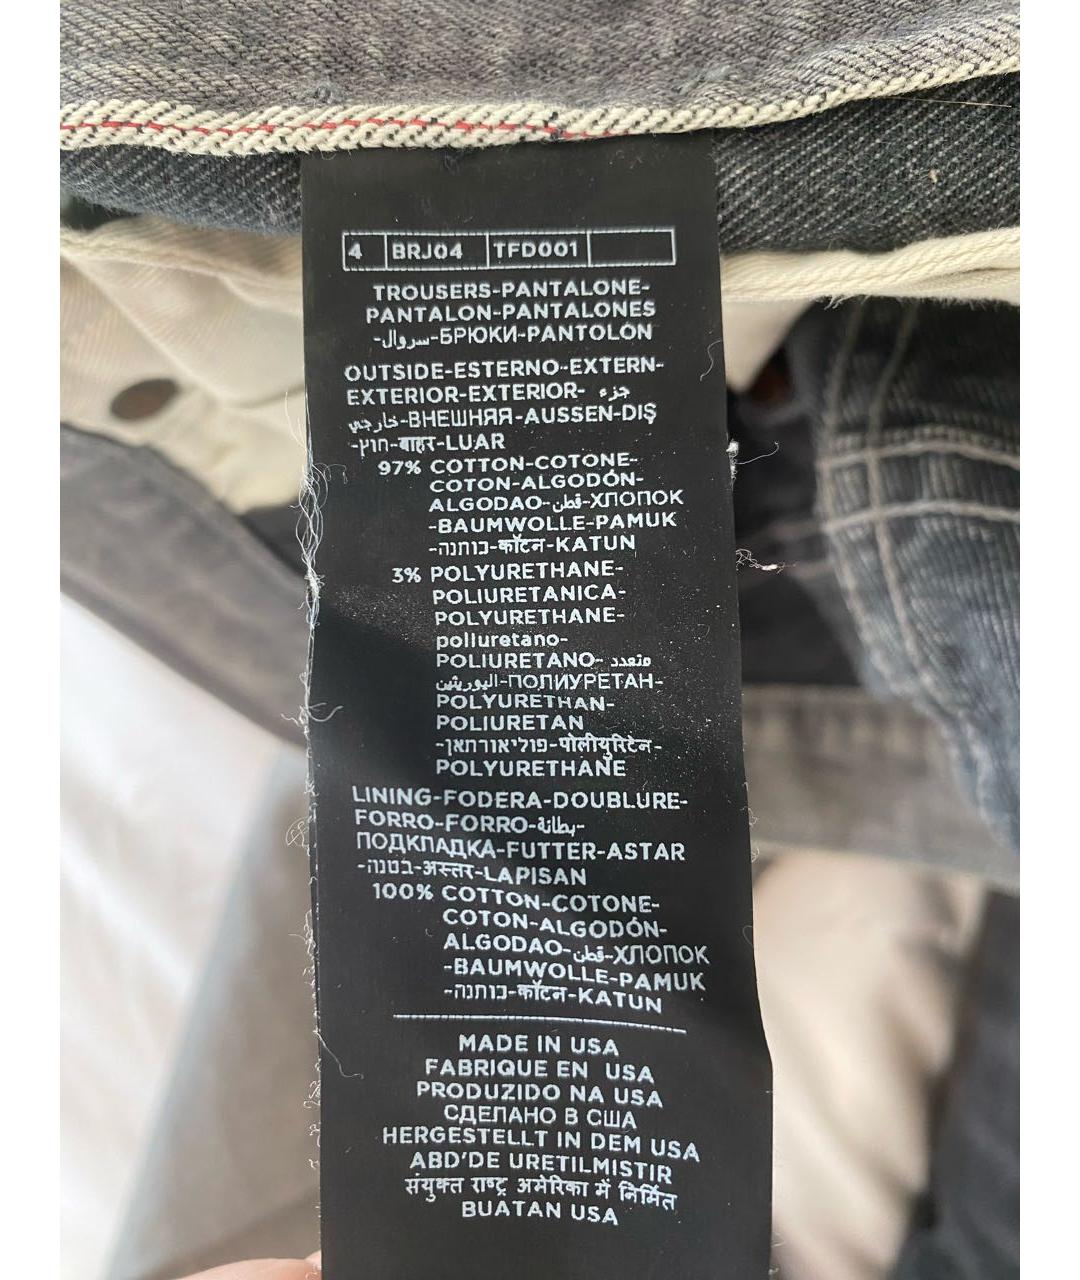 4 BRJ04 TFD001
TROUSERS-PANTALONE-
PANTALON-PANTALONES
-سروال-БРЮКИ-PANTOLON
OUTSIDE-ESTERNO-EXTERN-
EXTERIOR-EXTERIOR- جزء
خارجي-ВНЕШНЯЯ-AUSSEN-DIŞ
-חוץ-बाहर-LUAR
97% COTTON-COTONE-
COTON-ALGODÓN-
ALGODAO-قطن-ХЛОПОК
-BAUMWOLLE-PAMUK
-כותנה-कॉटन-KATUN
3% POLYURETHANE-
POLIURETANICA-
POLYURETHANE-
poliuretano-
POLIURETANO- متعدد
اليوريثين-ПОЛИУРЕТАН-
POLYURETHAN-
POLIURETAN
-פוליאורתאן-पोलीयुरिटेन-
POLYURETHANE
LINING-FODERA-DOUBLURE-
FORRO-FORRO-بطانة-
ПОДКЛАДКА-FUTTER-ASTAR
-בטנה-अस्तर-LAPISAN
100% COTTON-COTONE-
COTON-ALGODÓN-
ALGODAO-قطن-ХЛОПОК
-BAUMWOLLE-PAMUK
-כותנה-कॉटन-KATUN
MADE IN USA
FABRIQUE EN USA
PRODUZIDO NA USA
СДЕЛАНО В США
HERGESTELLT IN DEM USA
ABD'DE URETILMISTIR
संयुक्त राष्ट्र अमेरिका में निर्मित
BUATAN USA